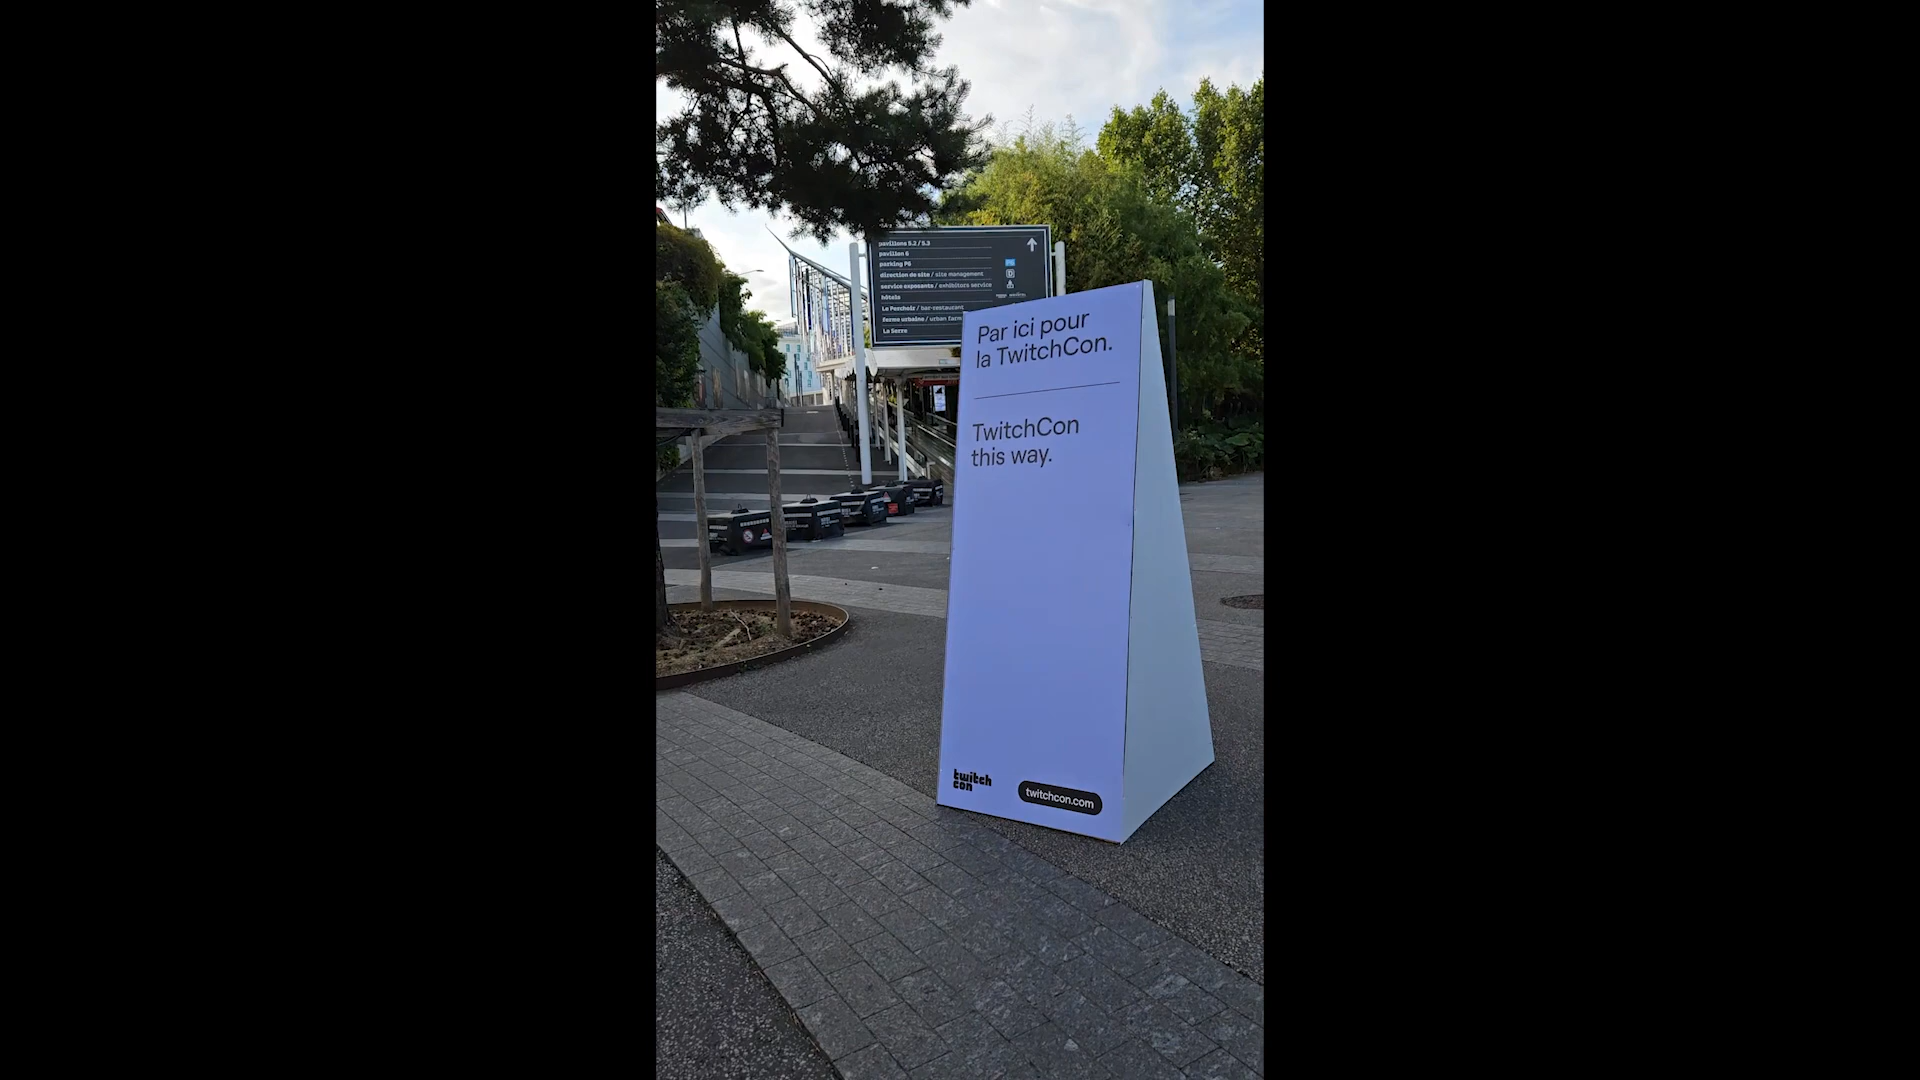 pavillons 5.2 / 5.3
pavillon 6
parking P6
direction de site / site management
service exposants / exhibitors service
hôtels
Le Perchoir / bar-restaurant
ferme urbaine / urban farm
La Serre
Par ici pour
la TwitchCon.
TwitchCon
this way.
twitch
con
twitchcon.com